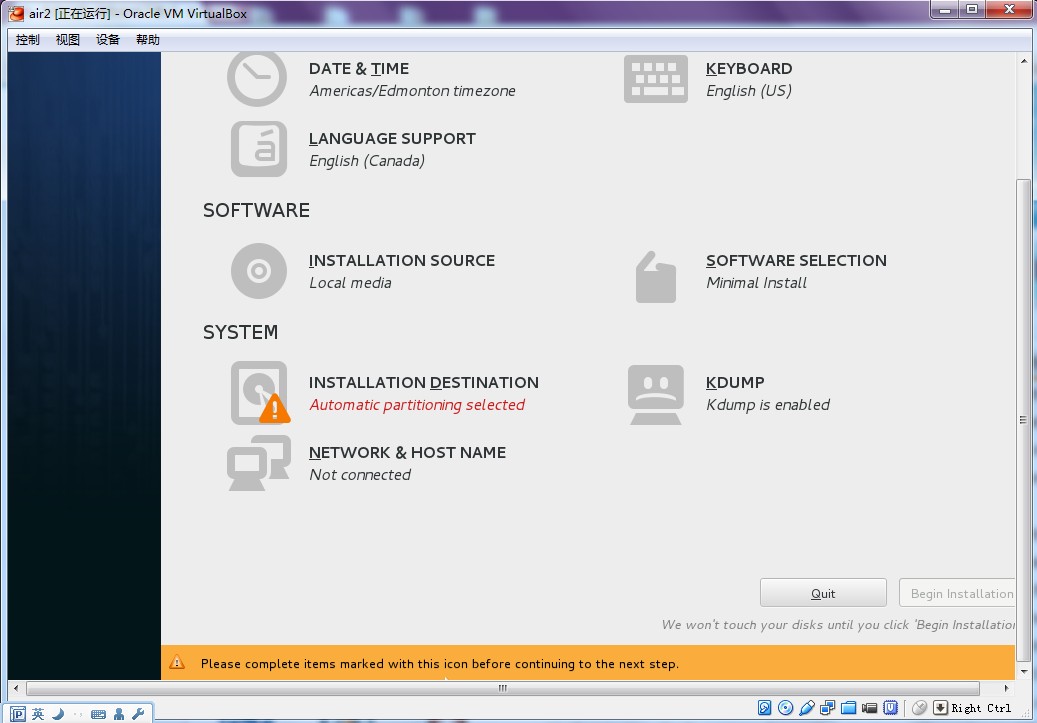 air2 [正在运行] - Oracle VM VirtualBox
控制 视图 设备 帮助
DATE & TIME
Americas/Edmonton timezone
KEYBOARD
English (US)
LANGUAGE SUPPORT
English (Canada)
SOFTWARE
INSTALLATION SOURCE
Local media
SOFTWARE SELECTION
Minimal Install
SYSTEM
INSTALLATION DESTINATION
Automatic partitioning selected
KDUMP
Kdump is enabled
NETWORK & HOST NAME
Not connected
Quit
Begin Installation
We won't touch your disks until you click 'Begin Installation
Please complete items marked with this icon before continuing to the next step.
Right Ctrl
英